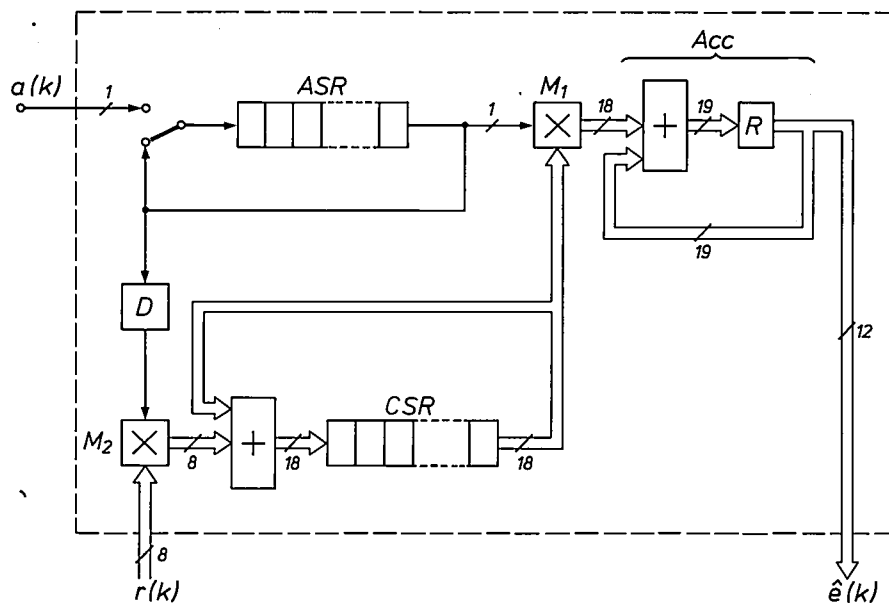 Acc
a(k)
1
ASR
1
M₁
×
18
+
19
R
19
D
12
M₂
×
8
+
18
CSR
18
8
r(k)
ê(k)